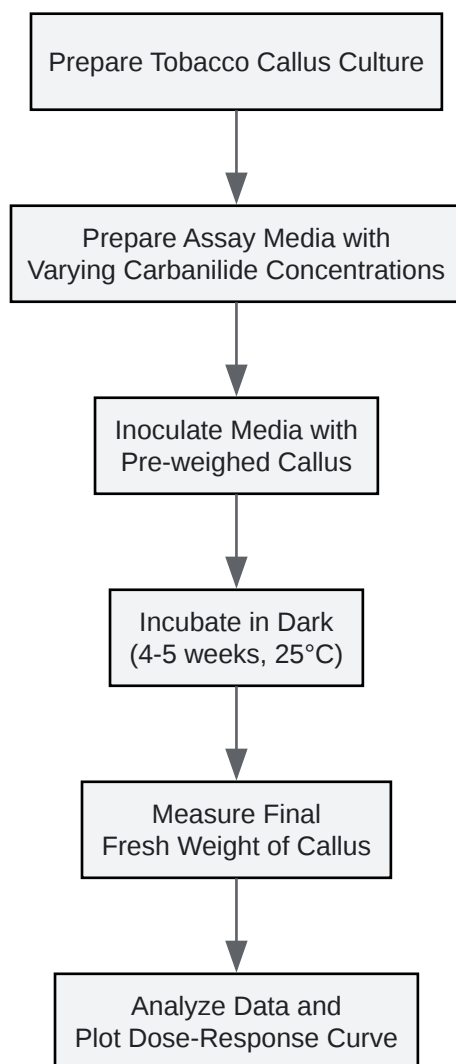 Prepare Tobacco Callus Culture
Prepare Assay Media with
Varying Carbanilide Concentrations
Inoculate Media with
Pre-weighed Callus
Incubate in Dark
(4-5 weeks, 25°C)
Measure Final
Fresh Weight of Callus
Analyze Data and
Plot Dose-Response Curve